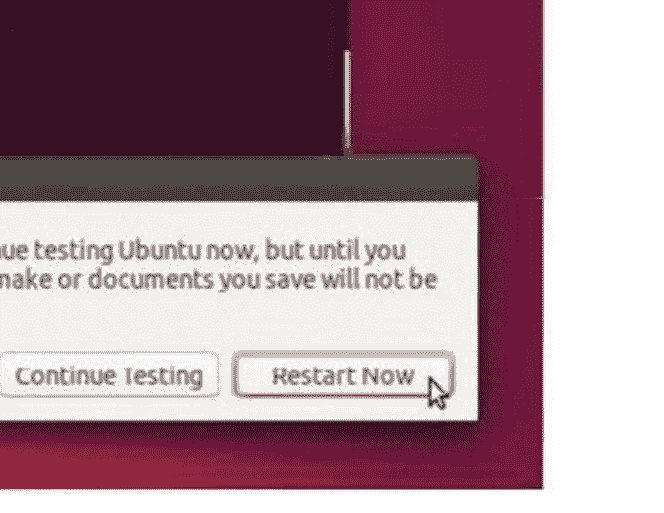 ue testing Ubuntu now, but until you
make or documents you save will not be
Continue Testing
Restart Now